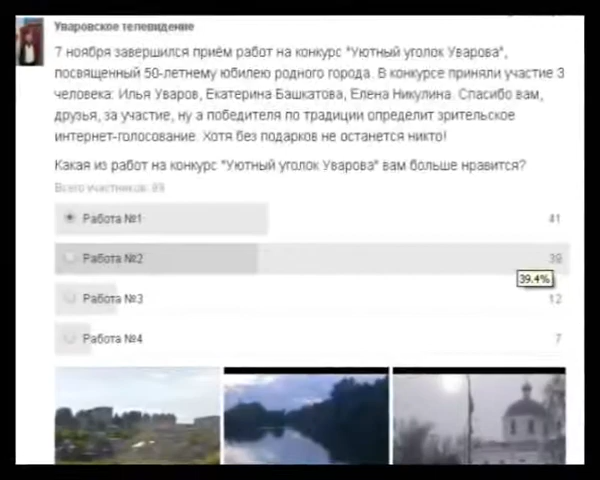 Уваровское телевидение
7 ноября завершился приём работ на конкурс "Уютный уголок Уварова",
посвященный 50-летнему юбилею родного города. В конкурсе приняли участие 3
человека: Илья Уваров, Екатерина Башкатова, Елена Никулина. Спасибо вам,
друзья, за участие, ну а победителя по традиции определит зрительское
интернет-голосование. Хотя без подарков не останется никто!
Какая из работ на конкурс "Уютный уголок Уварова" вам больше нравится?
Всего участников: 99
Работа №1 41
Работа №2 39
39.4%
Работа №3 12
Работа №4 7